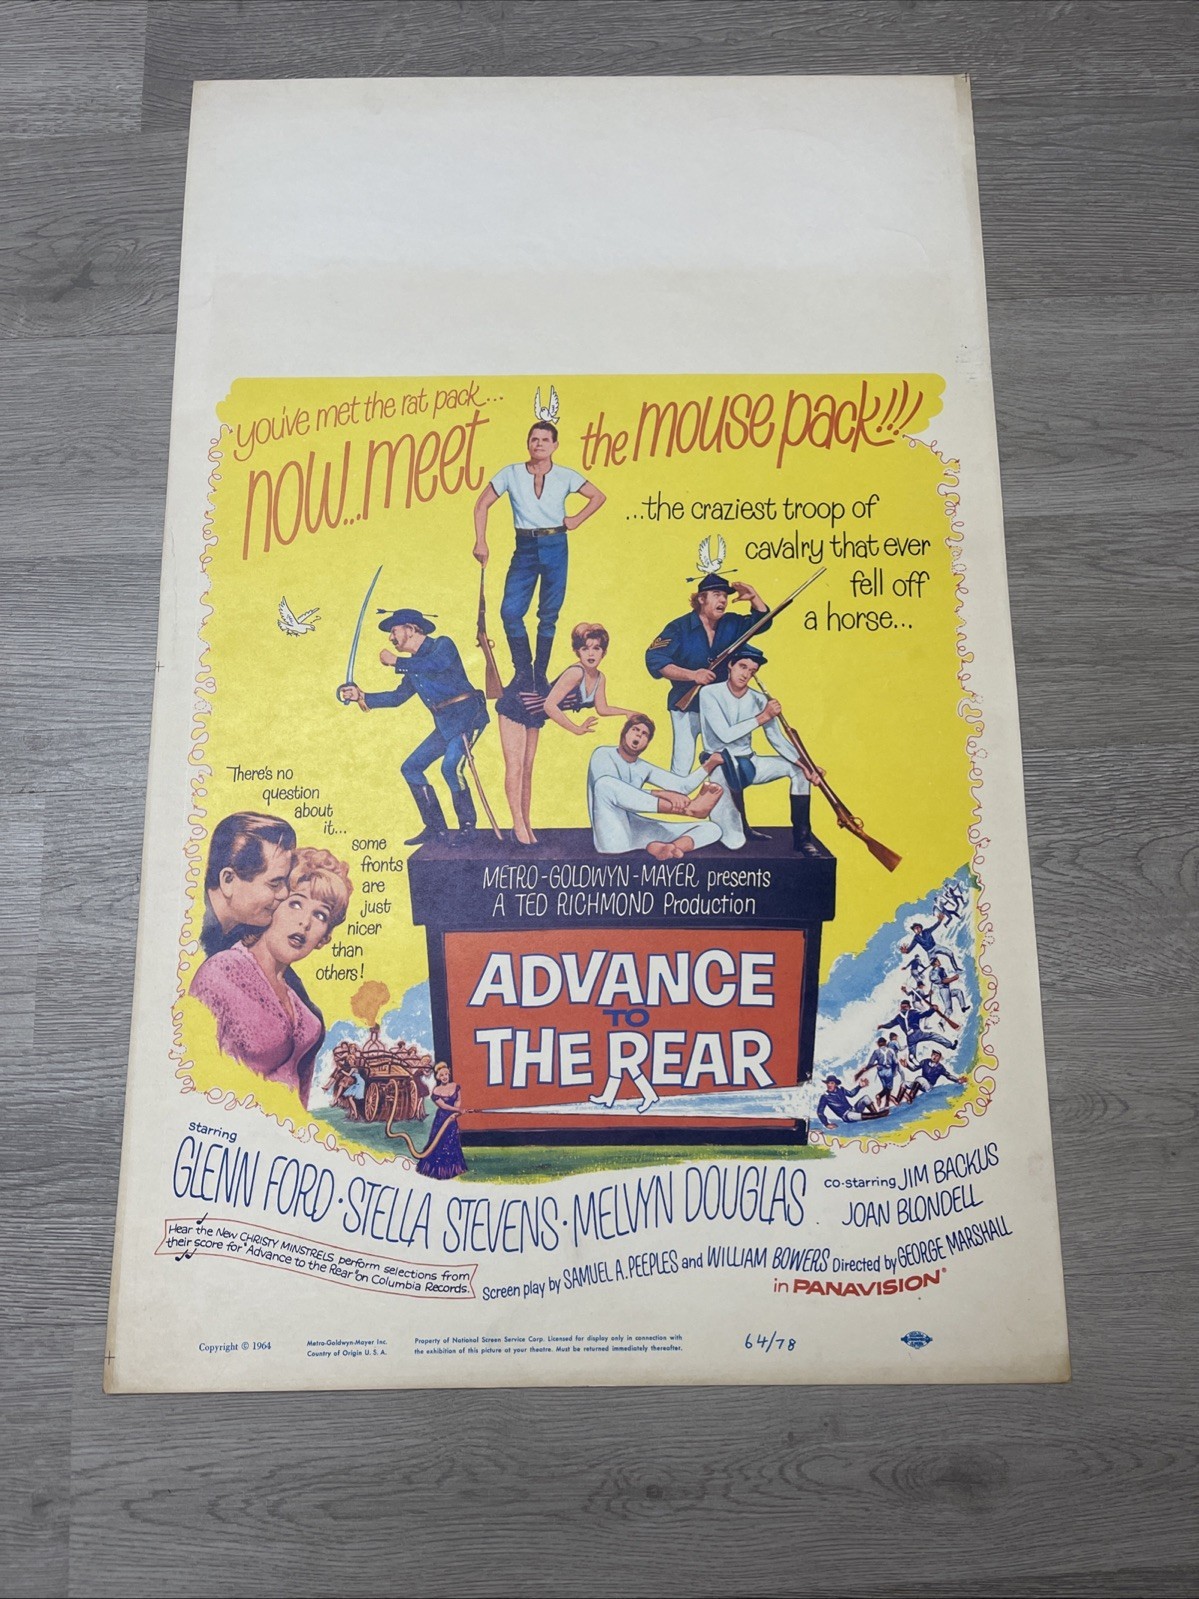 you've met the rat pack...
now...meet
the mouse pack!!!
...the craziest troop of
cavalry that ever
fell off
a horse...
There's no
question
about
it...
some
fronts
are
just
nicer
than
others!
METRO-GOLDWYN-MAYER presents
A TED RICHMOND Production
ADVANCE
TO
THE REAR
starring
GLENN FORD · STELLA STEVENS · MELVYN DOUGLAS
co-starring JIM BACKUS
JOAN BLONDELL
Hear the New CHRISTY MINSTRELS perform selections from
their score for "Advance to the Rear" on Columbia Records.
Screen play by SAMUEL A. PEEPLES and WILLIAM BOWERS Directed by GEORGE MARSHALL
in PANAVISION®
Copyright © 1964
Metro-Goldwyn-Mayer Inc.
Country of Origin U. S. A.
Property of National Screen Service Corp. Licensed for display only in connection with
the exhibition of this picture at your theatre. Must be returned immediately thereafter.
64/78